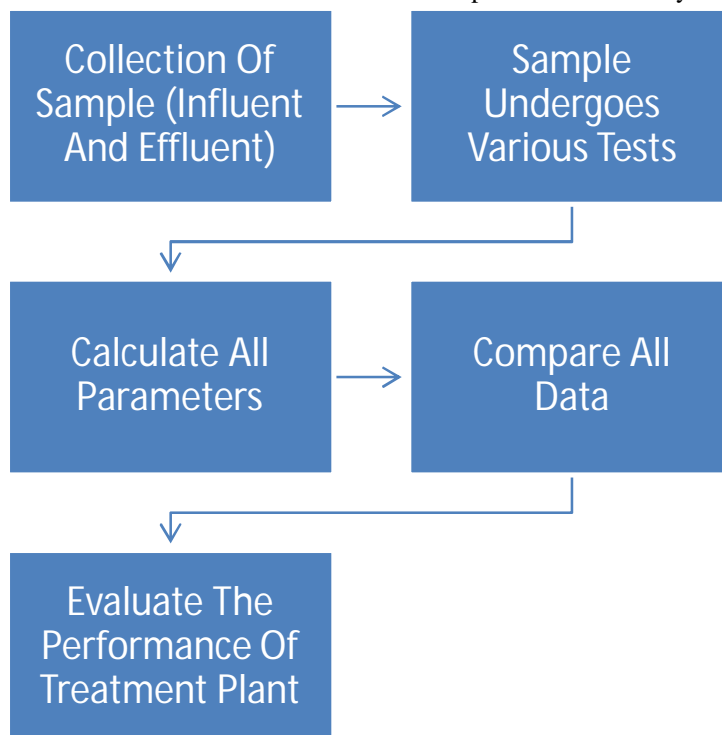 Collection Of
Sample (Influent
And Effluent)
Sample
Undergoes
Various Tests
Calculate All
Parameters
Compare All
Data
Evaluate The
Performance Of
Treatment Plant